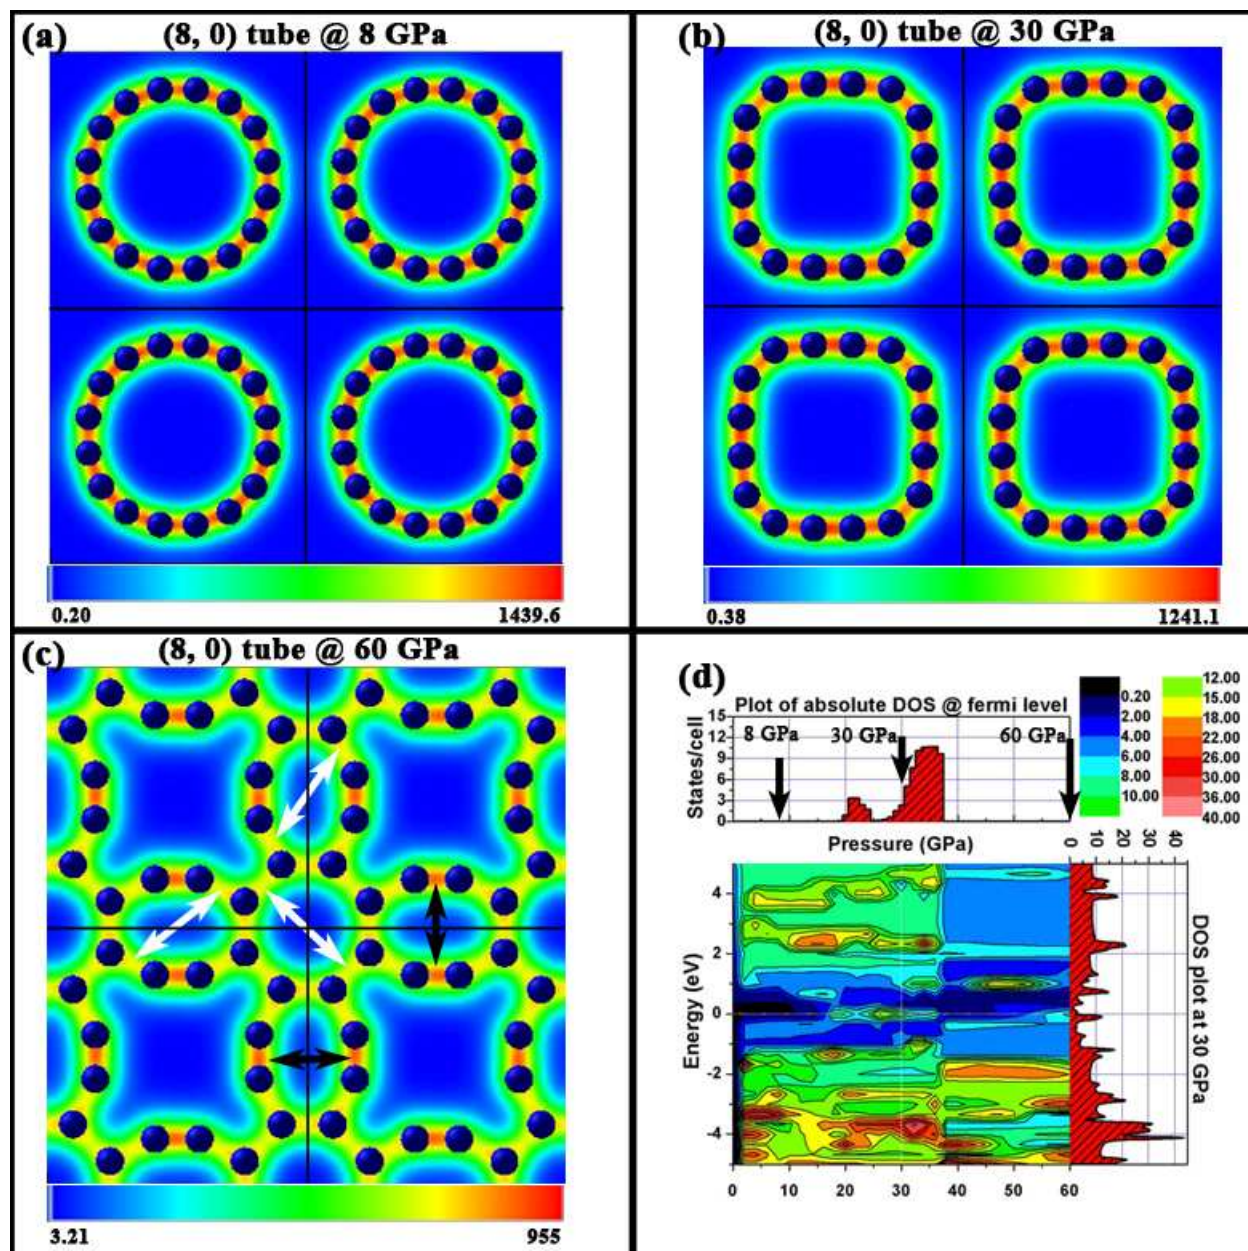 (a) (8, 0) tube @ 8 GPa
0.20 1439.6
(b) (8, 0) tube @ 30 GPa
0.38 1241.1
(c) (8, 0) tube @ 60 GPa
3.21 955
(d)
Plot of absolute DOS @ fermi level
States/cell
15
12
9
6
3
0
8 GPa 30 GPa 60 GPa
Pressure (GPa)
0.20
2.00
4.00
6.00
8.00
10.00
12.00
15.00
18.00
22.00
26.00
30.00
36.00
40.00
0 10 20 30 40
Energy (eV)
4
2
0
-2
-4
0 10 20 30 40 50 60
DOS plot at 30 GPa